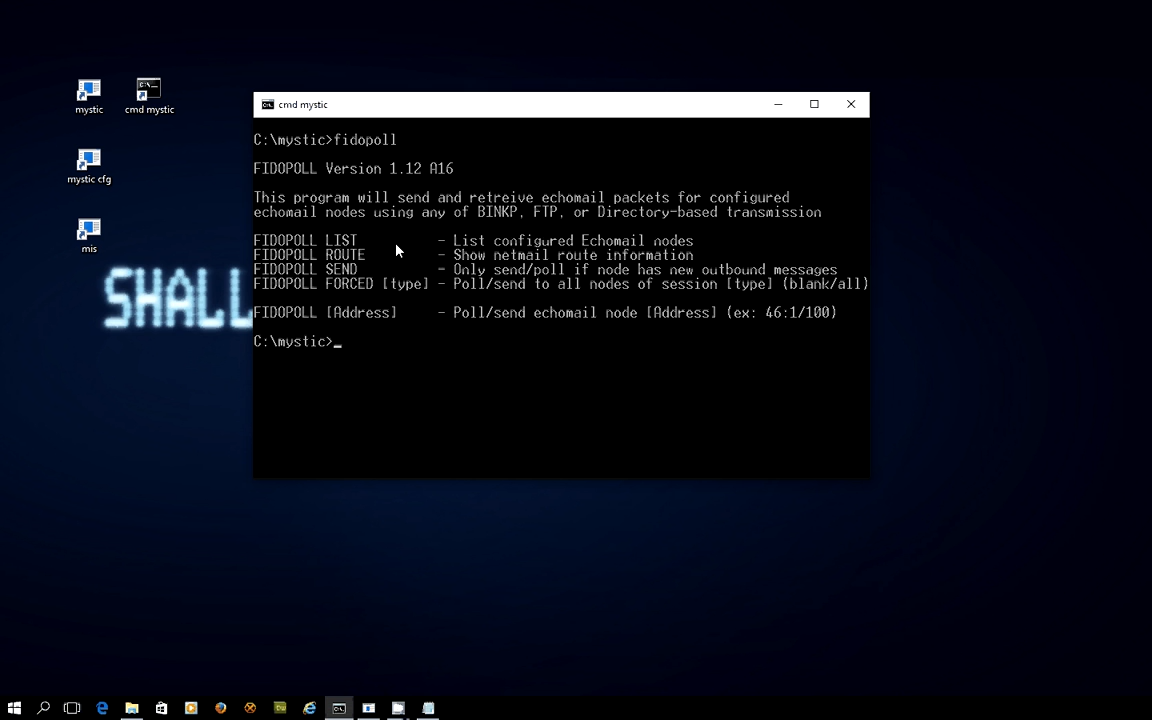 mystic
cmd mystic
mystic cfg
mis
SHALL
cmd mystic
C:\mystic>fidopoll
FIDOPOLL Version 1.12 A16
This program will send and retreive echomail packets for configured
echomail nodes using any of BINKP, FTP, or Directory-based transmission
FIDOPOLL LIST - List configured Echomail nodes
FIDOPOLL ROUTE - Show netmail route information
FIDOPOLL SEND - Only send/poll if node has new outbound messages
FIDOPOLL FORCED [type] - Poll/send to all nodes of session [type] (blank/all)
FIDOPOLL [Address] - Poll/send echomail node [Address] (ex: 46:1/100)
C:\mystic>_